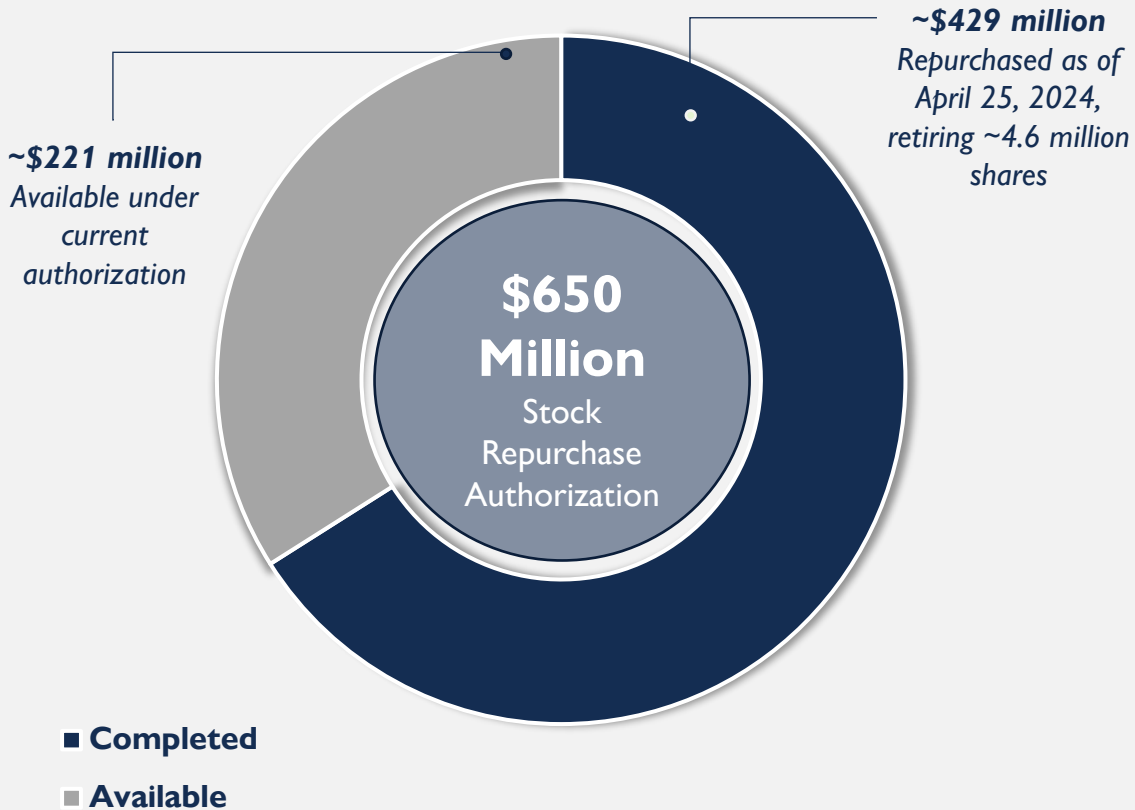 ~$429 million
Repurchased as of
April 25, 2024,
retiring ~4.6 million
shares
~$221 million
Available under
current
authorization
$650
Million
Stock
Repurchase
Authorization
Completed
Available